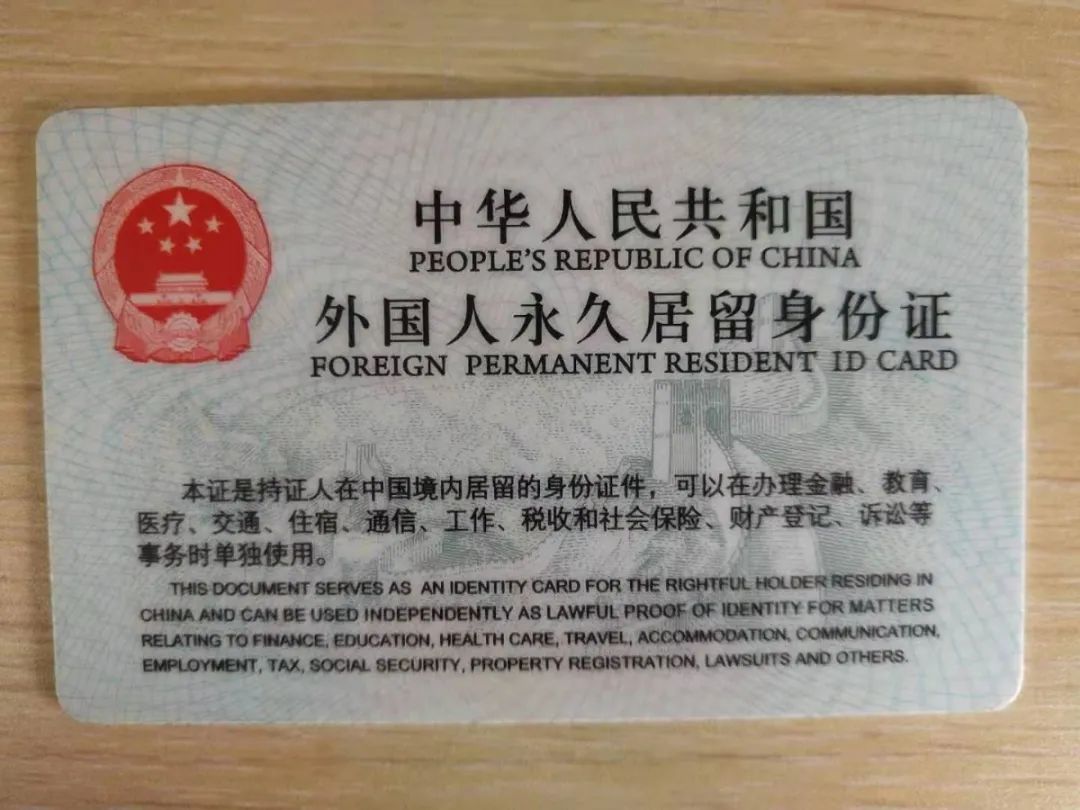 中华人民共和国
PEOPLE'S REPUBLIC OF CHINA
外国人永久居留身份证
FOREIGN PERMANENT RESIDENT ID CARD
本证是持证人在中国境内居留的身份证件，可以在办理金融、教育、
医疗、交通、住宿、通信、工作、税收和社会保险、财产登记、诉讼等
事务时单独使用。
THIS DOCUMENT SERVES AS AN IDENTITY CARD FOR THE RIGHTFUL HOLDER RESIDING IN
CHINA AND CAN BE USED INDEPENDENTLY AS LAWFUL PROOF OF IDENTITY FOR MATTERS
RELATING TO FINANCE, EDUCATION, HEALTH CARE, TRAVEL, ACCOMMODATION, COMMUNICATION,
EMPLOYMENT, TAX, SOCIAL SECURITY, PROPERTY REGISTRATION, LAWSUITS AND OTHERS.